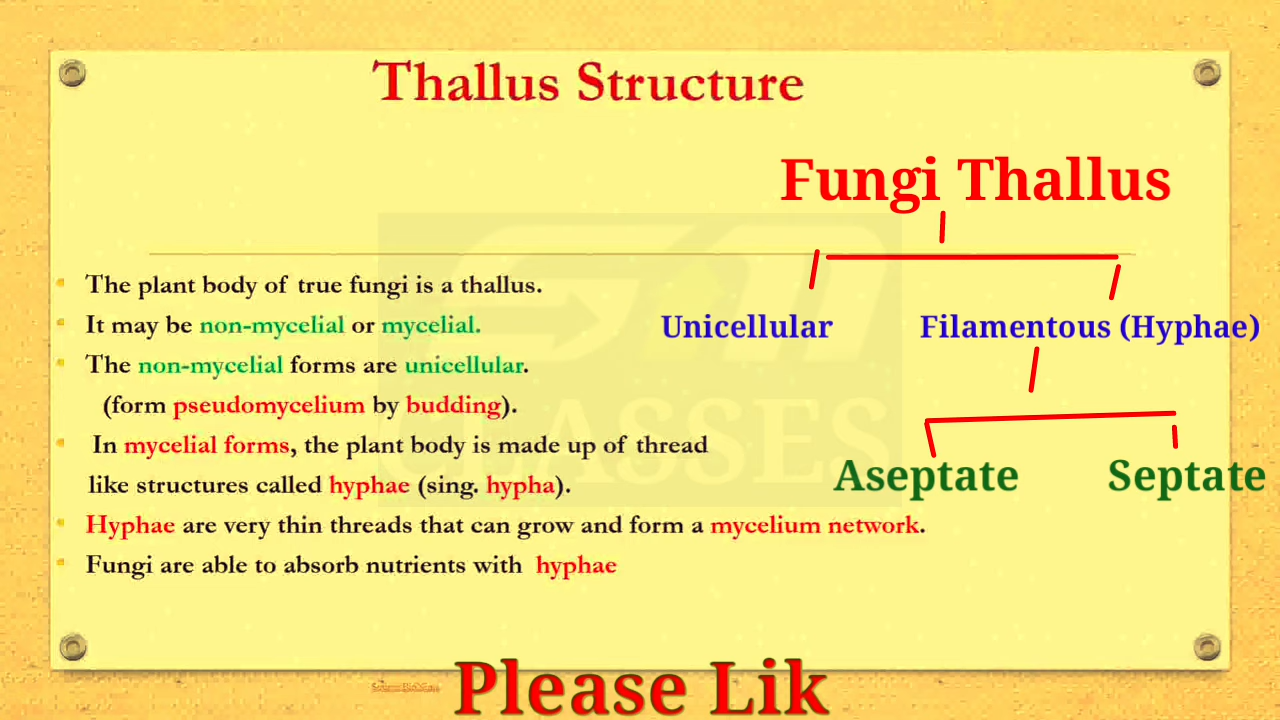 Thallus Structure
Fungi Thallus
Unicellular
Filamentous (Hyphae)
Aseptate
Septate
The plant body of true fungi is a thallus.
It may be non-mycelial or mycelial.
The non-mycelial forms are unicellular.
(form pseudomycelium by budding).
In mycelial forms, the plant body is made up of thread
like structures called hyphae (sing. hypha).
Hyphae are very thin threads that can grow and form a mycelium network.
Fungi are able to absorb nutrients with hyphae
CLASSES
Please Lik